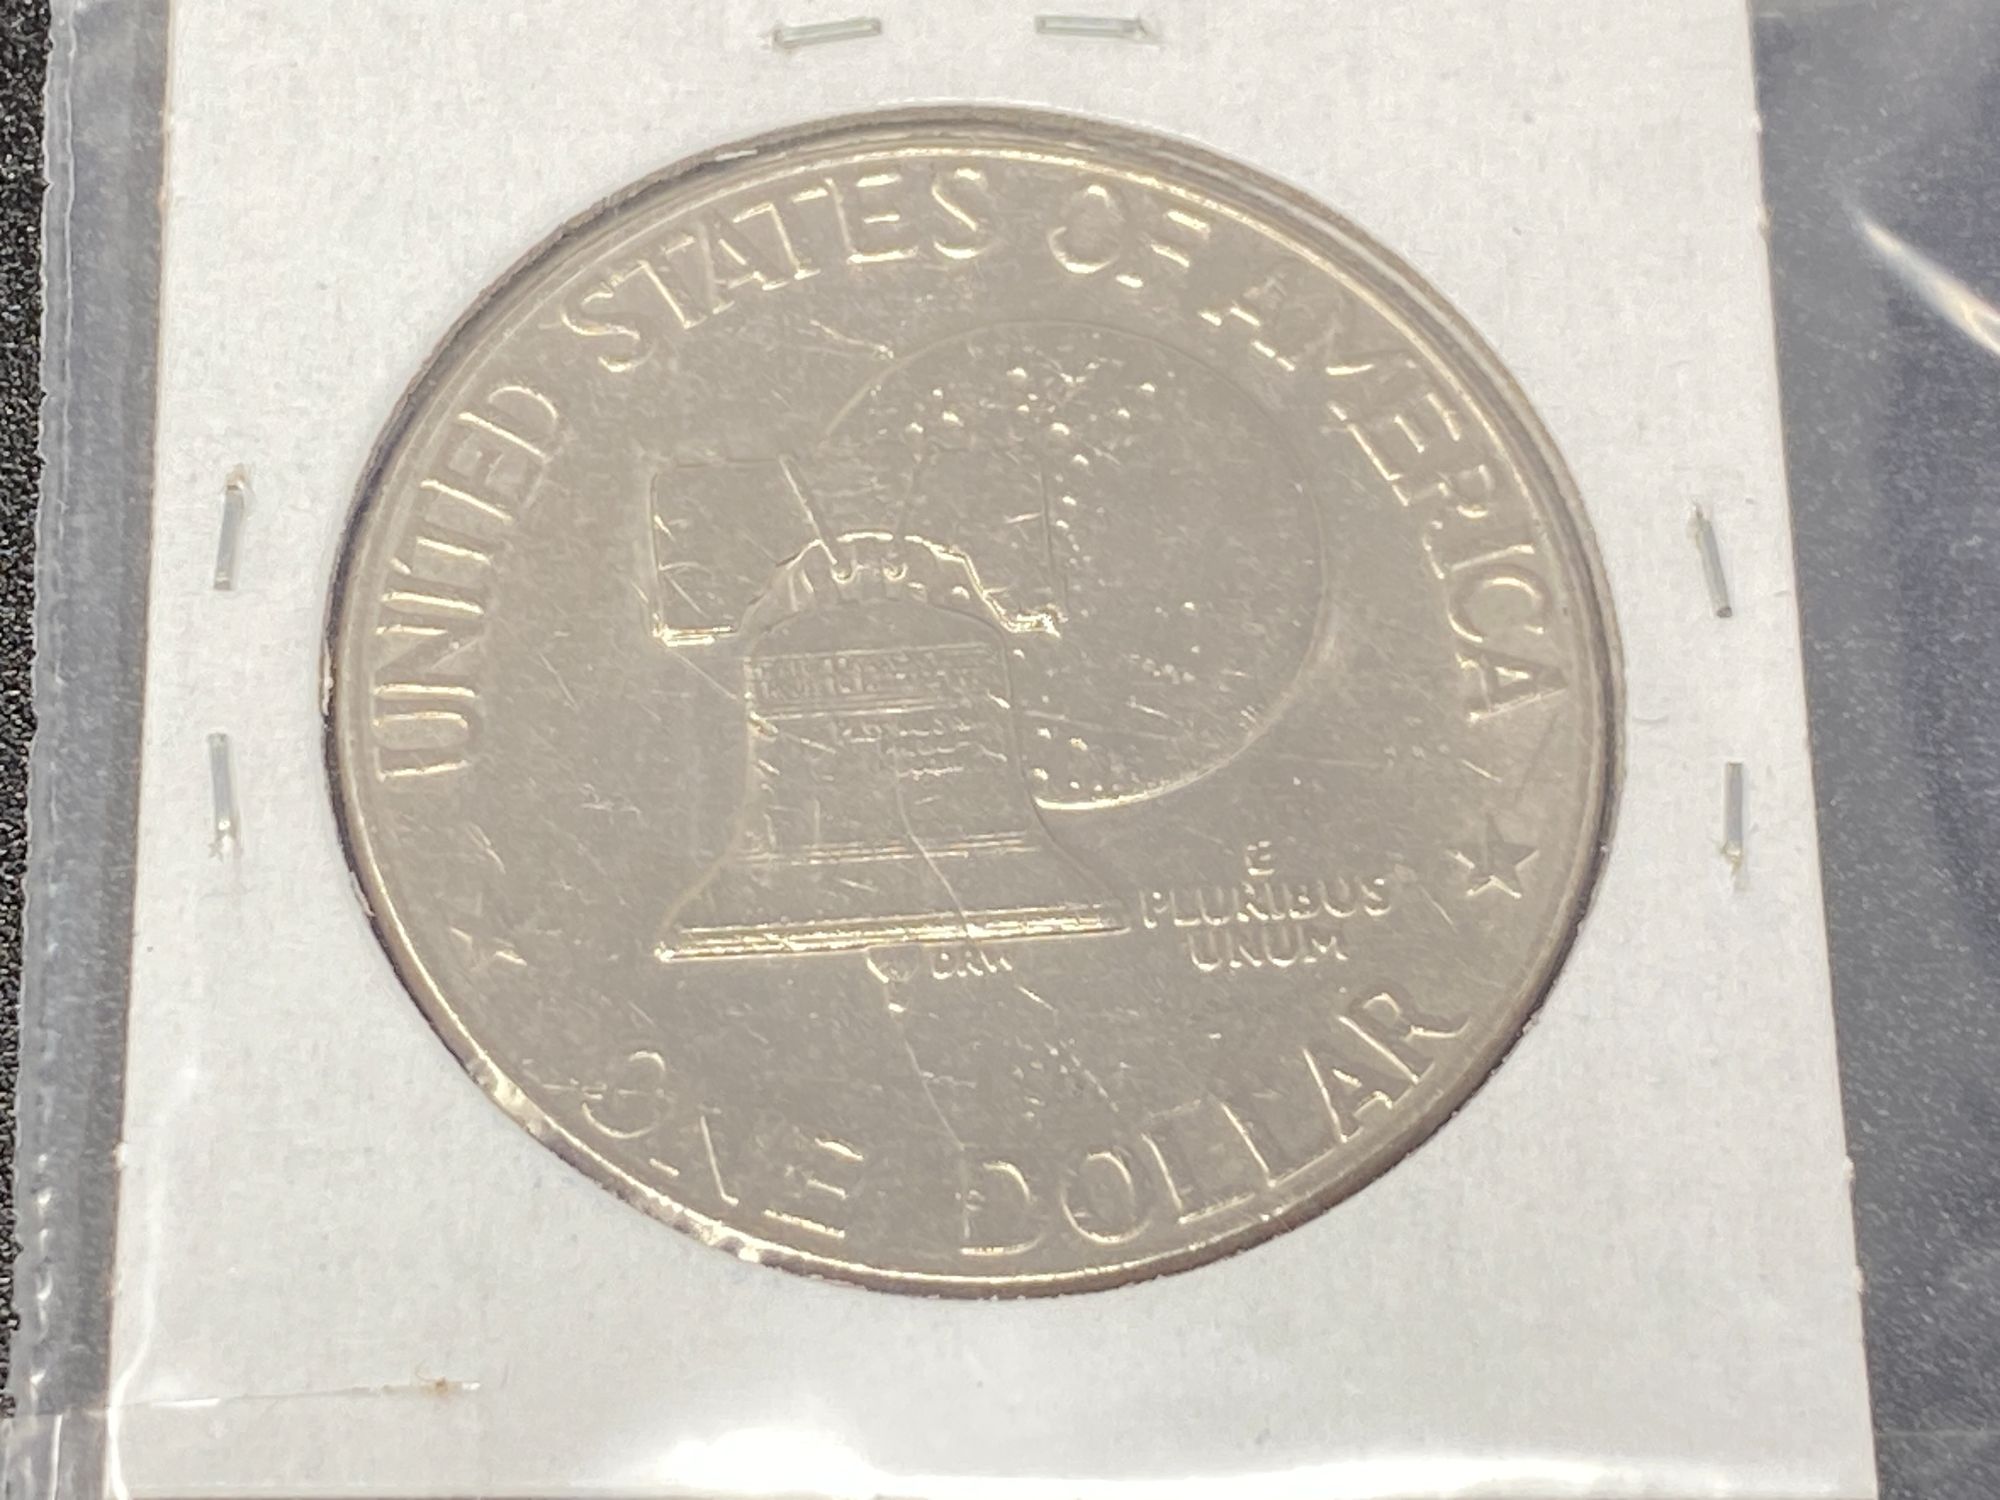 UNITED STATES OF AMERICA
E
PLURIBUS
UNUM
DRW
ONE DOLLAR